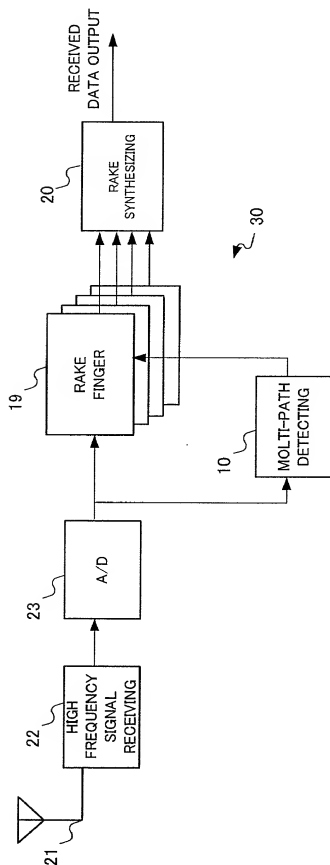 21
22
HIGH
FREQUENCY
SIGNAL
RECEIVING
23
A/D
19
RAKE
FINGER
20
RAKE
SYNTHESIZING
RECEIVED
DATA OUTPUT
10
MOLTI-PATH
DETECTING
30